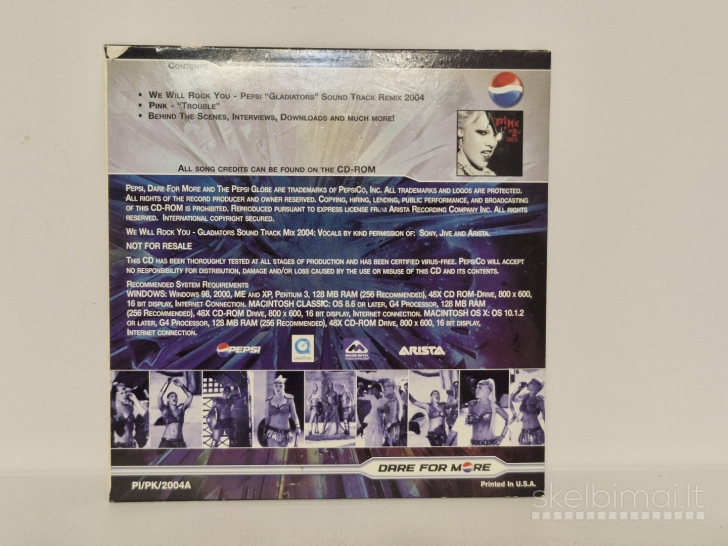 CONTENTS
• WE WILL ROCK YOU - PEPSI "GLADIATORS" SOUND TRACK REMIX 2004
• PINK - "TROUBLE"
• BEHIND THE SCENES, INTERVIEWS, DOWNLOADS AND MUCH MORE!
P!NK
ALL SONG CREDITS CAN BE FOUND ON THE CD-ROM
PEPSI, DARE FOR MORE AND THE PEPSI GLOBE ARE TRADEMARKS OF PEPSICO, INC. ALL TRADEMARKS AND LOGOS ARE PROTECTED.
ALL RIGHTS OF THE RECORD PRODUCER AND OWNER RESERVED. COPYING, HIRING, LENDING, PUBLIC PERFORMANCE, AND BROADCASTING
OF THIS CD-ROM IS PROHIBITED. REPRODUCED PURSUANT TO EXPRESS LICENSE FROM ARISTA RECORDING COMPANY INC. ALL RIGHTS
RESERVED. INTERNATIONAL COPYRIGHT SECURED.
WE WILL ROCK YOU - GLADIATORS SOUND TRACK MIX 2004: VOCALS BY KIND PERMISSION OF: SONY, JIVE AND ARISTA.
NOT FOR RESALE
THIS CD HAS BEEN THOROUGHLY TESTED AT ALL STAGES OF PRODUCTION AND HAS BEEN CERTIFIED VIRUS-FREE. PEPSICO WILL ACCEPT
NO RESPONSIBILITY FOR DISTRIBUTION, DAMAGE AND/OR LOSS CAUSED BY THE USE OR MISUSE OF THIS CD AND ITS CONTENTS.
RECOMMENDED SYSTEM REQUIREMENTS
WINDOWS: WINDOWS 98, 2000, ME AND XP, PENTIUM 3, 128 MB RAM (256 RECOMMENDED), 48X CD ROM-DRIVE, 800 X 600,
16 BIT DISPLAY, INTERNET CONNECTION. MACINTOSH CLASSIC: OS 8.6 OR LATER, G4 PROCESSOR, 128 MB RAM
(256 RECOMMENDED), 48X CD-ROM DRIVE, 800 X 600, 16 BIT DISPLAY, INTERNET CONNECTION. MACINTOSH OS X: OS 10.1.2
OR LATER, G4 PROCESSOR, 128 MB RAM (256 RECOMMENDED), 48X CD-ROM DRIVE, 800 X 600, 16 BIT DISPLAY,
INTERNET CONNECTION.
PEPSI
MADE WITH
ARISTA
DARE FOR MORE
PI/PK/2004A
PRINTED IN U.S.A.
skelbimai.lt